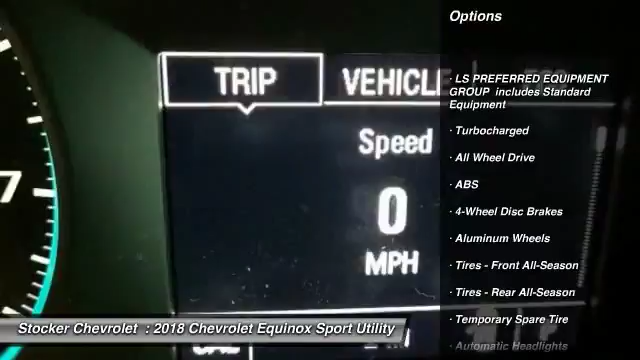 Options
TRIP
VEHICLE
· LS PREFERRED EQUIPMENT
GROUP includes Standard
Equipment
· Turbocharged
· All Wheel Drive
· ABS
· 4-Wheel Disc Brakes
· Aluminum Wheels
· Tires - Front All-Season
· Tires - Rear All-Season
· Temporary Spare Tire
· Automatic Headlights
Speed
0
MPH
7
Stocker Chevrolet : 2018 Chevrolet Equinox Sport Utility